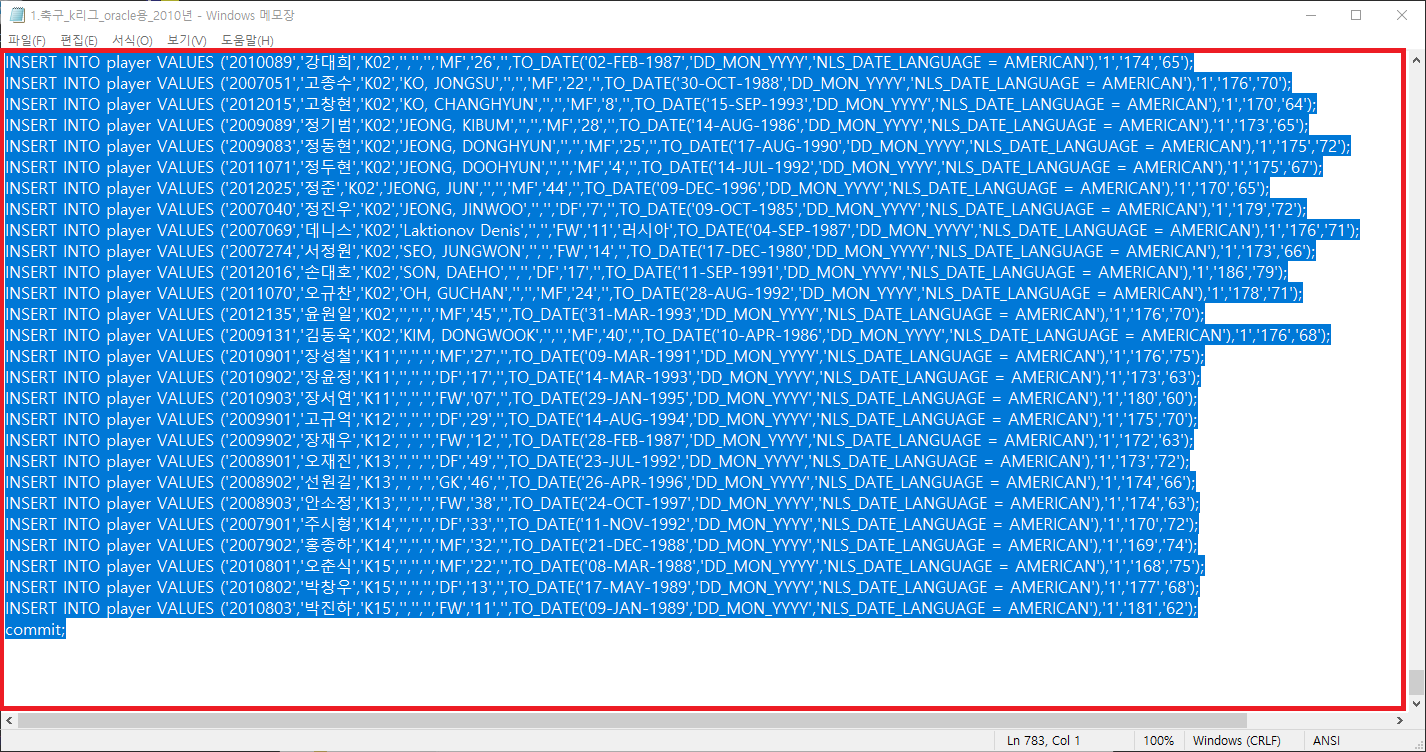 1.축구_k리그_oracle용_2010년 - Windows 메모장
파일(F) 편집(E) 서식(O) 보기(V) 도움말(H)
INSERT INTO player VALUES ('2010089','강대희','K02','','','','MF','26','',TO_DATE('02-FEB-1987','DD_MON_YYYY','NLS_DATE_LANGUAGE = AMERICAN'),'1','174','65');
INSERT INTO player VALUES ('2007051','고종수','K02','KO, JONGSU','','','MF','22','',TO_DATE('30-OCT-1988','DD_MON_YYYY','NLS_DATE_LANGUAGE = AMERICAN'),'1','176','70');
INSERT INTO player VALUES ('2012015','고창현','K02','KO, CHANGHYUN','','','MF','8','',TO_DATE('15-SEP-1993','DD_MON_YYYY','NLS_DATE_LANGUAGE = AMERICAN'),'1','170','64');
INSERT INTO player VALUES ('2009089','정기범','K02','JEONG, KIBUM','','','MF','28','',TO_DATE('14-AUG-1986','DD_MON_YYYY','NLS_DATE_LANGUAGE = AMERICAN'),'1','173','65');
INSERT INTO player VALUES ('2009083','정동현','K02','JEONG, DONGHYUN','','','MF','25','',TO_DATE('17-AUG-1990','DD_MON_YYYY','NLS_DATE_LANGUAGE = AMERICAN'),'1','175','72');
INSERT INTO player VALUES ('2011071','정두현','K02','JEONG, DOOHYUN','','','MF','4','',TO_DATE('14-JUL-1992','DD_MON_YYYY','NLS_DATE_LANGUAGE = AMERICAN'),'1','175','67');
INSERT INTO player VALUES ('2012025','정준','K02','JEONG, JUN','','','MF','44','',TO_DATE('09-DEC-1996','DD_MON_YYYY','NLS_DATE_LANGUAGE = AMERICAN'),'1','170','65');
INSERT INTO player VALUES ('2007040','정진우','K02','JEONG, JINWOO','','','DF','7','',TO_DATE('09-OCT-1985','DD_MON_YYYY','NLS_DATE_LANGUAGE = AMERICAN'),'1','179','72');
INSERT INTO player VALUES ('2007069','데니스','K02','Laktionov Denis','','','FW','11','러시아',TO_DATE('04-SEP-1987','DD_MON_YYYY','NLS_DATE_LANGUAGE = AMERICAN'),'1','176','71');
INSERT INTO player VALUES ('2007274','서정원','K02','SEO, JUNGWON','','','FW','14','',TO_DATE('17-DEC-1980','DD_MON_YYYY','NLS_DATE_LANGUAGE = AMERICAN'),'1','173','66');
INSERT INTO player VALUES ('2012016','손대호','K02','SON, DAEHO','','','DF','17','',TO_DATE('11-SEP-1991','DD_MON_YYYY','NLS_DATE_LANGUAGE = AMERICAN'),'1','186','79');
INSERT INTO player VALUES ('2011070','오규찬','K02','OH, GUCHAN','','','MF','24','',TO_DATE('28-AUG-1992','DD_MON_YYYY','NLS_DATE_LANGUAGE = AMERICAN'),'1','178','71');
INSERT INTO player VALUES ('2012135','윤원일','K02','','','','MF','45','',TO_DATE('31-MAR-1993','DD_MON_YYYY','NLS_DATE_LANGUAGE = AMERICAN'),'1','176','70');
INSERT INTO player VALUES ('2009131','김동욱','K02','KIM, DONGWOOK','','','MF','40','',TO_DATE('10-APR-1986','DD_MON_YYYY','NLS_DATE_LANGUAGE = AMERICAN'),'1','176','68');
INSERT INTO player VALUES ('2010901','장성철','K11','','','','MF','27','',TO_DATE('09-MAR-1991','DD_MON_YYYY','NLS_DATE_LANGUAGE = AMERICAN'),'1','176','75');
INSERT INTO player VALUES ('2010902','장윤정','K11','','','','DF','17','',TO_DATE('14-MAR-1993','DD_MON_YYYY','NLS_DATE_LANGUAGE = AMERICAN'),'1','173','63');
INSERT INTO player VALUES ('2010903','장서연','K11','','','','FW','07','',TO_DATE('29-JAN-1995','DD_MON_YYYY','NLS_DATE_LANGUAGE = AMERICAN'),'1','180','60');
INSERT INTO player VALUES ('2009901','고규억','K12','','','','DF','29','',TO_DATE('14-AUG-1994','DD_MON_YYYY','NLS_DATE_LANGUAGE = AMERICAN'),'1','175','70');
INSERT INTO player VALUES ('2009902','장재우','K12','','','','FW','12','',TO_DATE('28-FEB-1987','DD_MON_YYYY','NLS_DATE_LANGUAGE = AMERICAN'),'1','172','63');
INSERT INTO player VALUES ('2008901','오재진','K13','','','','DF','49','',TO_DATE('23-JUL-1992','DD_MON_YYYY','NLS_DATE_LANGUAGE = AMERICAN'),'1','173','72');
INSERT INTO player VALUES ('2008902','선원길','K13','','','','GK','46','',TO_DATE('26-APR-1996','DD_MON_YYYY','NLS_DATE_LANGUAGE = AMERICAN'),'1','174','66');
INSERT INTO player VALUES ('2008903','안소정','K13','','','','FW','38','',TO_DATE('24-OCT-1997','DD_MON_YYYY','NLS_DATE_LANGUAGE = AMERICAN'),'1','174','63');
INSERT INTO player VALUES ('2007901','주시형','K14','','','','DF','33','',TO_DATE('11-NOV-1992','DD_MON_YYYY','NLS_DATE_LANGUAGE = AMERICAN'),'1','170','72');
INSERT INTO player VALUES ('2007902','홍종하','K14','','','','MF','32','',TO_DATE('21-DEC-1988','DD_MON_YYYY','NLS_DATE_LANGUAGE = AMERICAN'),'1','169','74');
INSERT INTO player VALUES ('2010801','오준식','K15','','','','MF','22','',TO_DATE('08-MAR-1988','DD_MON_YYYY','NLS_DATE_LANGUAGE = AMERICAN'),'1','168','75');
INSERT INTO player VALUES ('2010802','박창우','K15','','','','DF','13','',TO_DATE('17-MAY-1989','DD_MON_YYYY','NLS_DATE_LANGUAGE = AMERICAN'),'1','177','68');
INSERT INTO player VALUES ('2010803','박진하','K15','','','','FW','11','',TO_DATE('09-JAN-1989','DD_MON_YYYY','NLS_DATE_LANGUAGE = AMERICAN'),'1','181','62');
commit;
Ln 783, Col 1 100% Windows (CRLF) ANSI